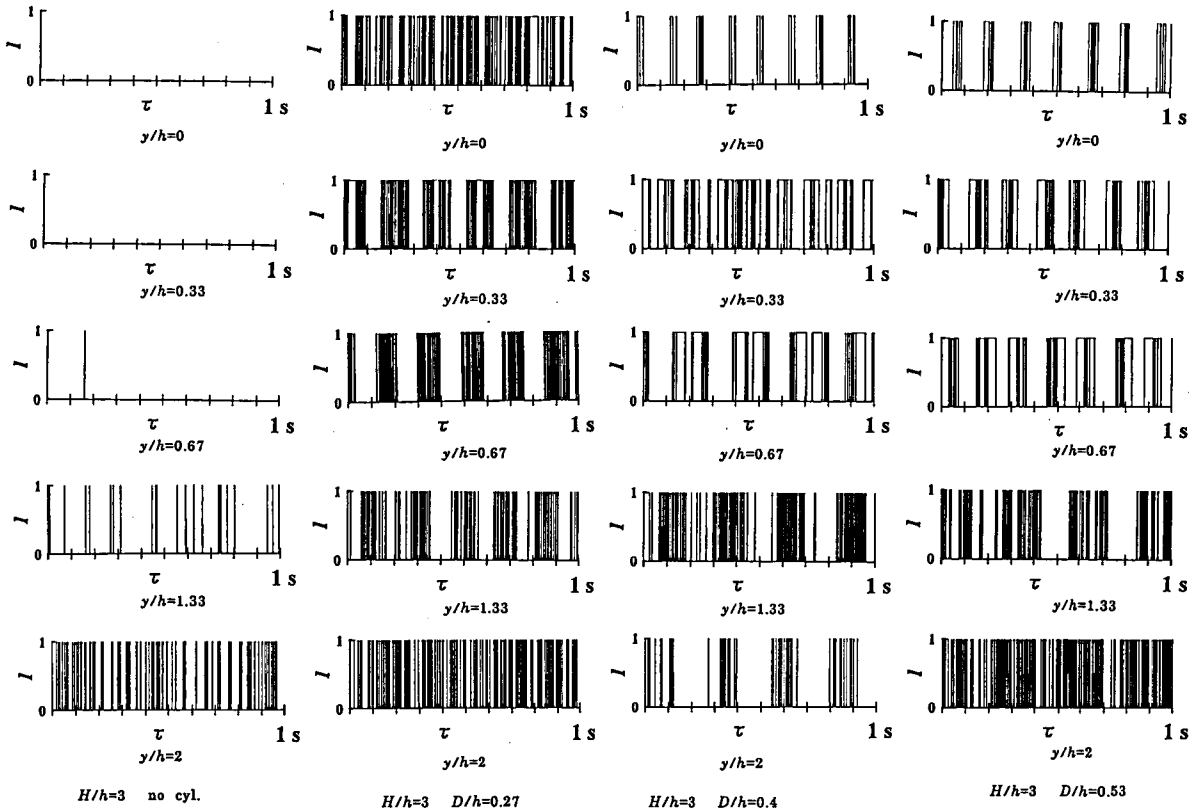 1 1 1 1
I I I I
0 0 0 0
τ 1 s τ 1 s τ 1 s τ 1 s
y/h=0 y/h=0 y/h=0 y/h=0
1 1 1 1
I I I I
0 0 0 0
τ 1 s τ 1 s τ 1 s τ 1 s
y/h=0.33 y/h=0.33 y/h=0.33 y/h=0.33
1 1 1 1
I I I I
0 0 0 0
τ 1 s τ 1 s τ 1 s τ 1 s
y/h=0.67 y/h=0.67 y/h=0.67 y/h=0.67
1 1 1 1
I I I I
0 0 0 0
τ 1 s τ 1 s τ 1 s τ 1 s
y/h=1.33 y/h=1.33 y/h=1.33 y/h=1.33
1 1 1 1
I I I I
0 0 0 0
τ 1 s τ 1 s τ 1 s τ 1 s
y/h=2 y/h=2 y/h=2 y/h=2
H/h=3 no cyl. H/h=3 D/h=0.27 H/h=3 D/h=0.4 H/h=3 D/h=0.53